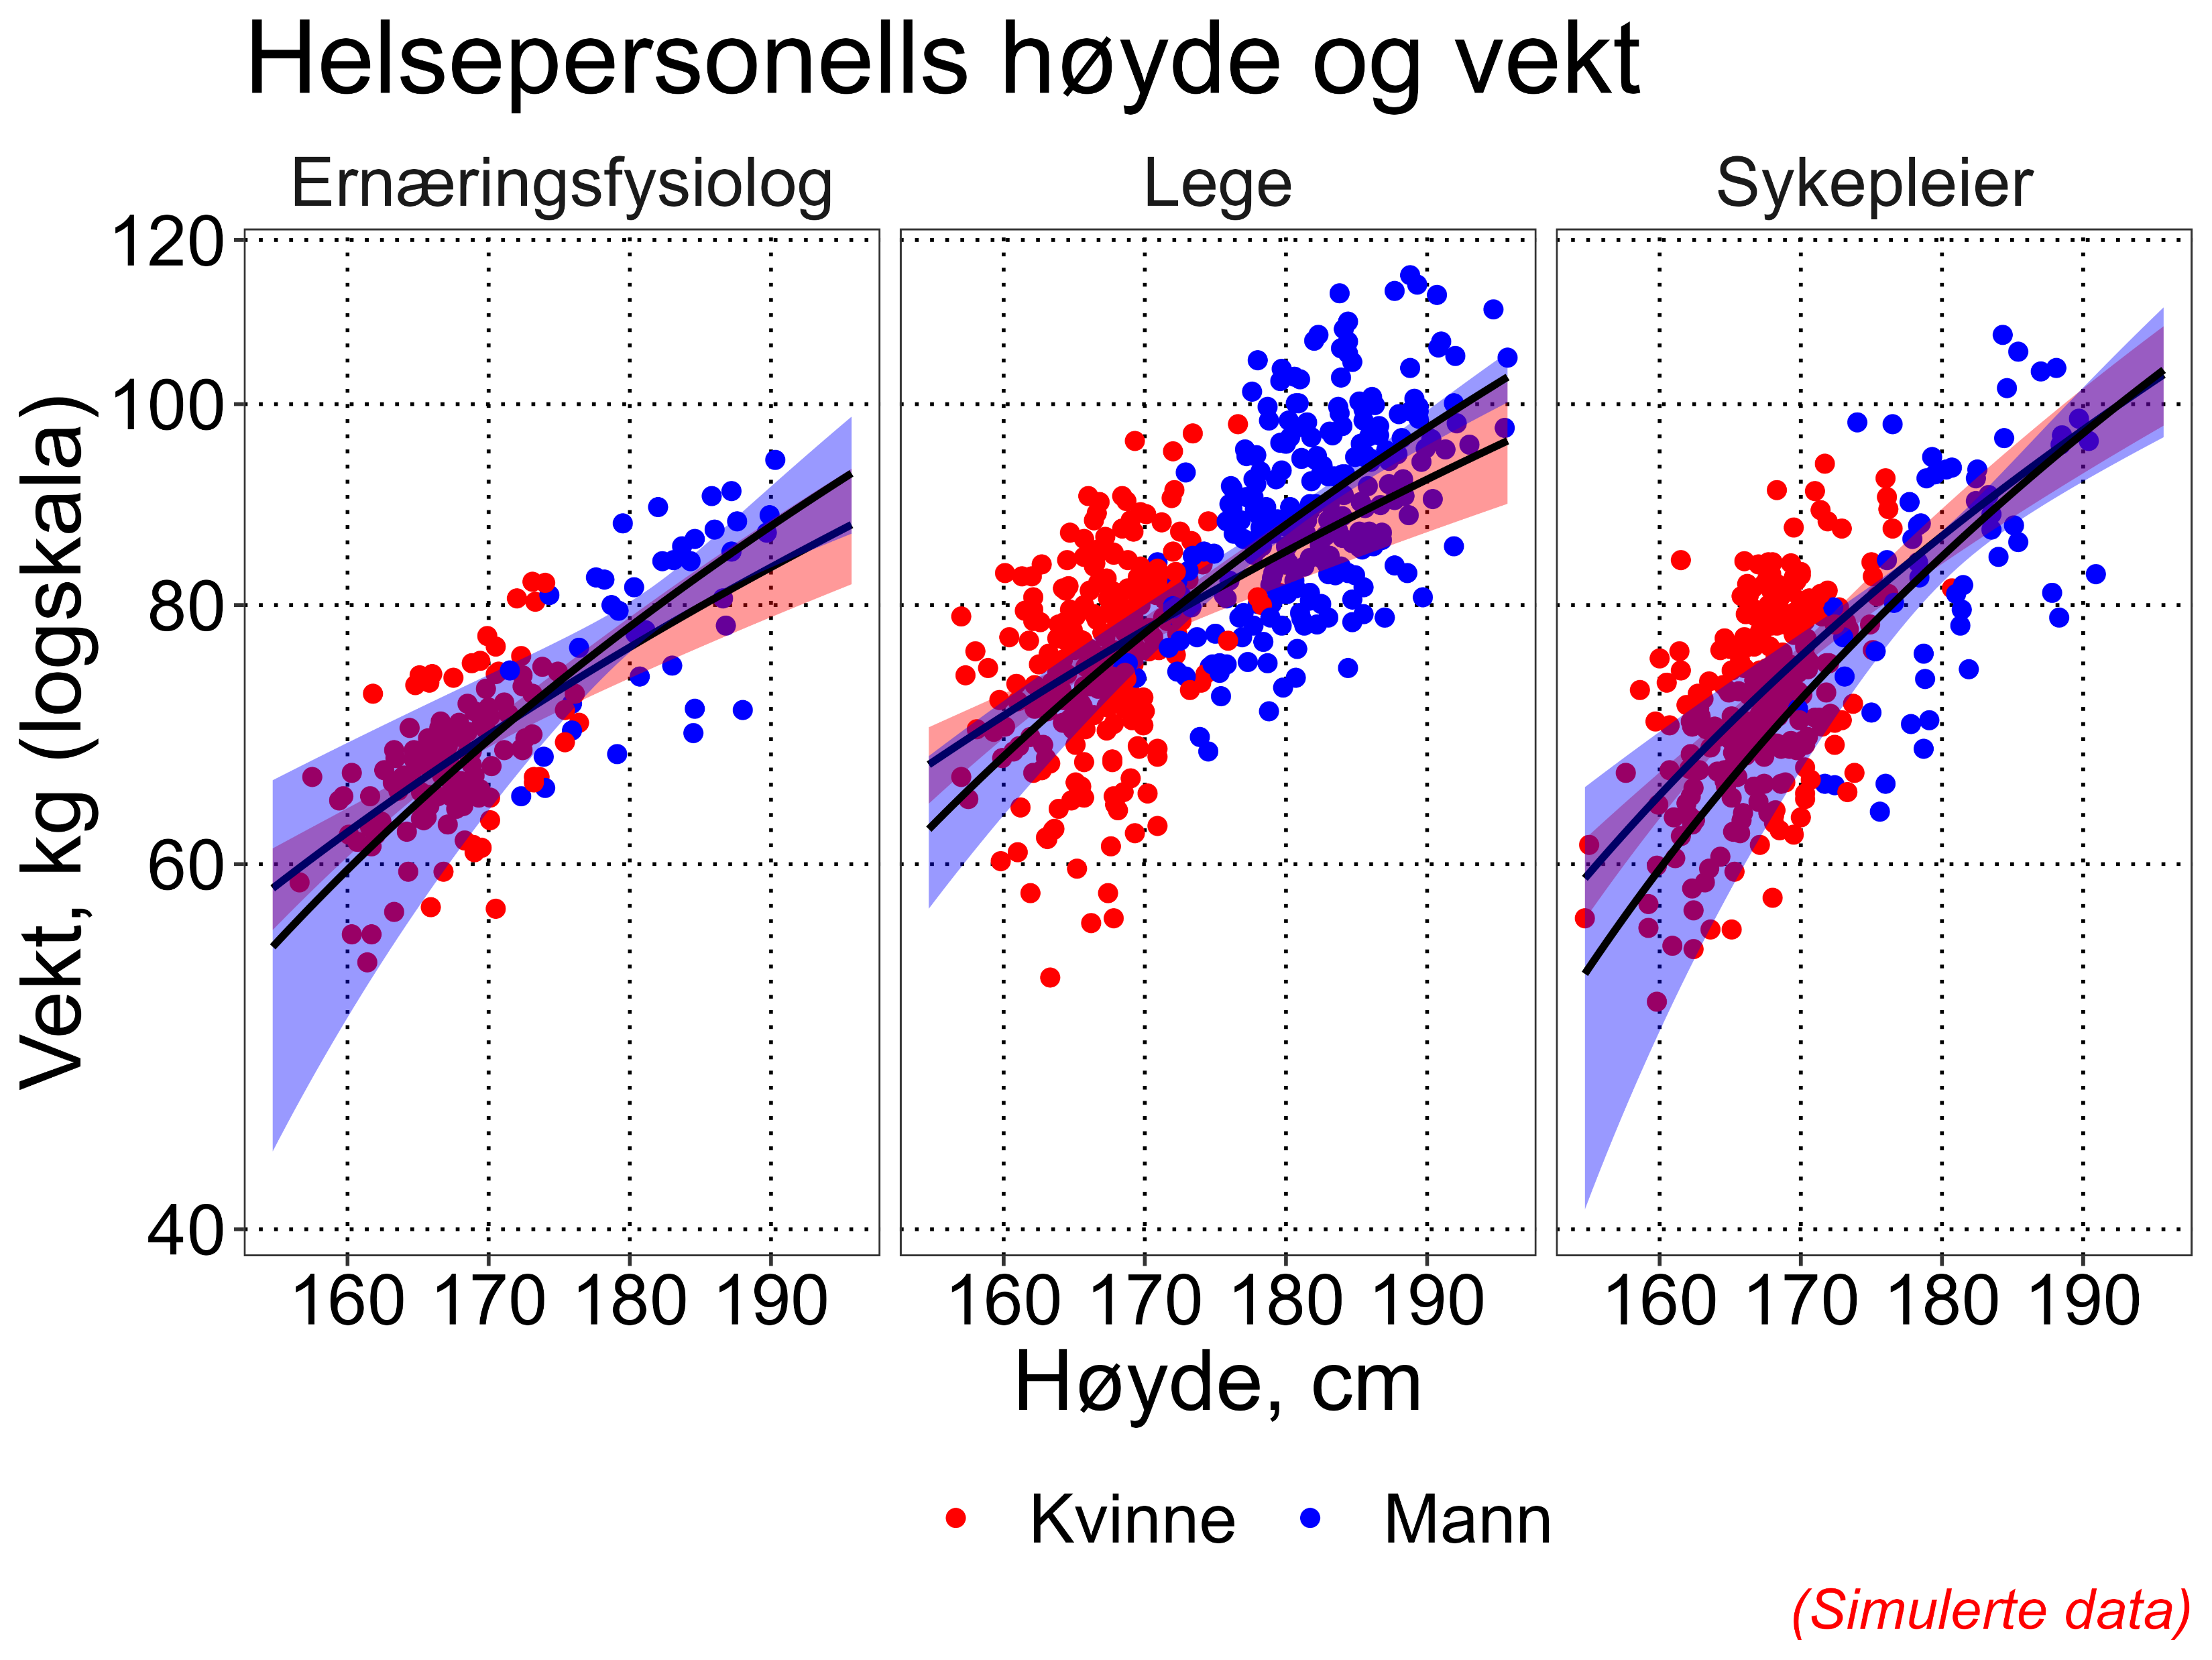 Helsepersonells høyde og vekt
Ernæringsfysiolog Lege Sykepleier
120
100
80
60
40
Vekt, kg (logskala)
160 170 180 190 160 170 180 190 160 170 180 190
Høyde, cm
Kvinne Mann
(Simulerte data)